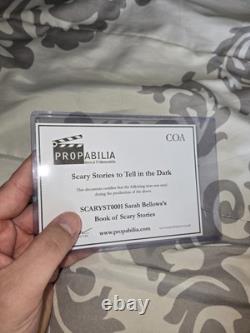 COA
PROPABILIA
Scary Stories to Tell in the Dark
This document certifies that the following item was used
during the production of the above.
SCARYST0001 Sarah Bellows's
Book of Scary Stories
www.propabilia.com